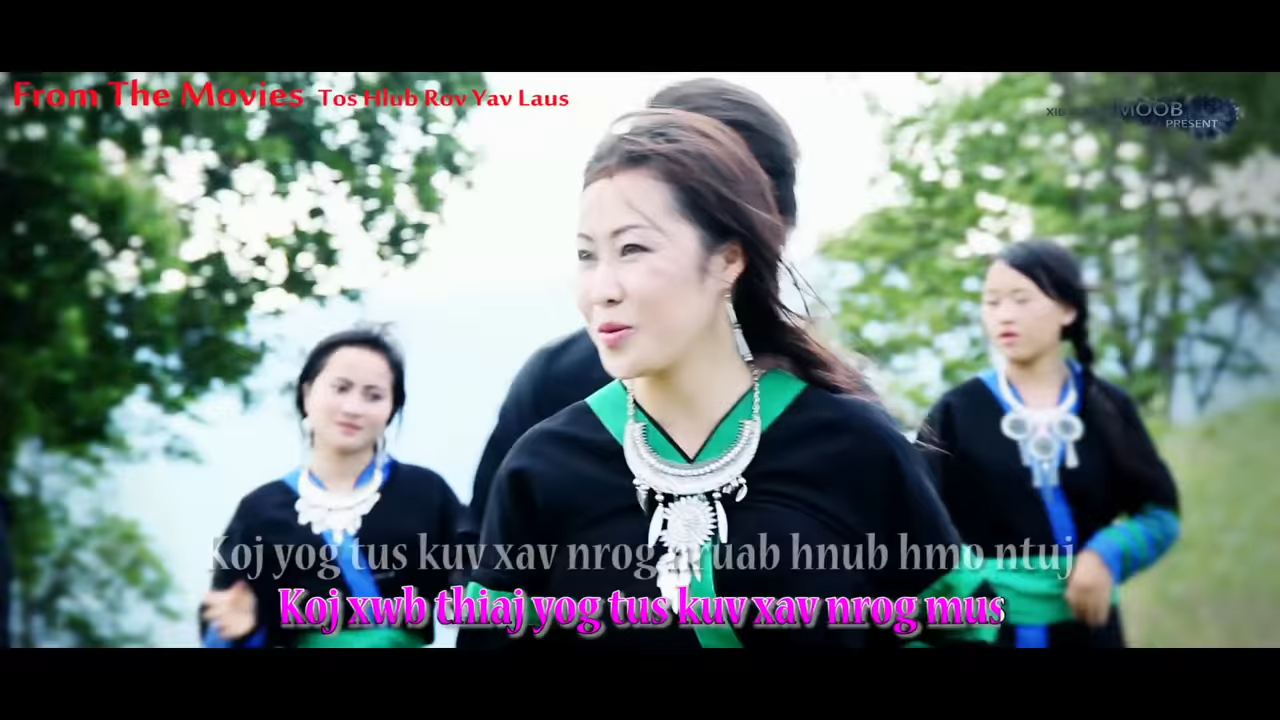 From The Movies Tos Hlub Rov Yav Laus
MOOB
PRESENT
Koj yog tus kuv xav nrog nruab hnub hmo ntuj
Koj xwb thiaj yog tus kuv xav nrog mus